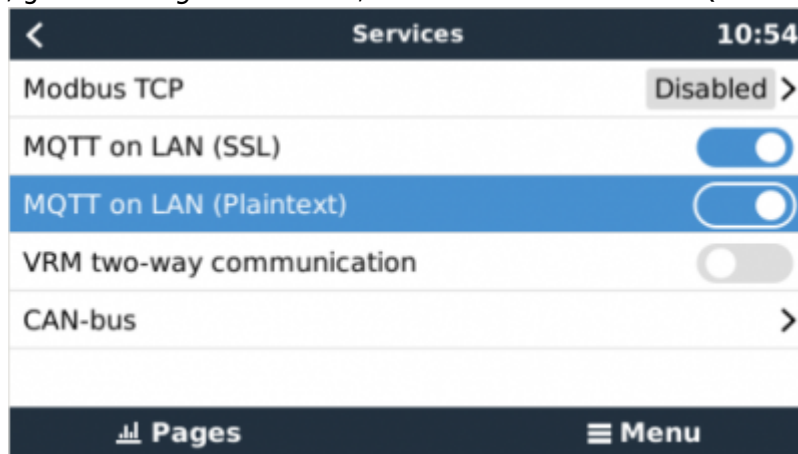 Services 10:54
Modbus TCP Disabled
MQTT on LAN (SSL)
MQTT on LAN (Plaintext)
VRM two-way communication
CAN-bus
Pages Menu